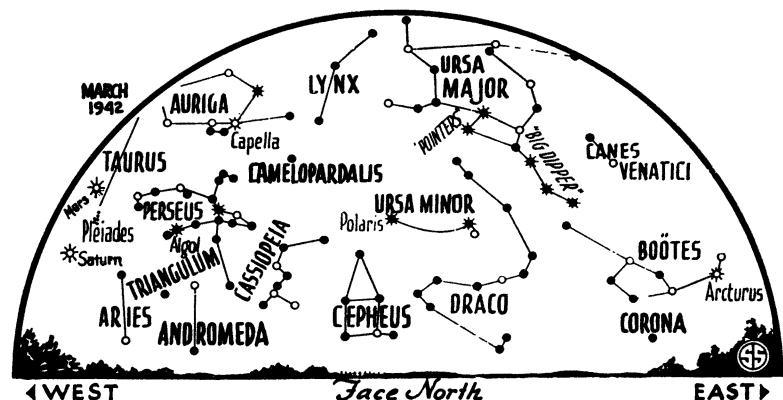 MARCH
1942
AURIGA
LYNX
URSA
MAJOR
Capella
"POINTERS"
"BIG DIPPER"
CANES
VENATICI
TAURUS
CAMELOPARDALIS
Mars
PERSEUS
Pleiades
Algol
Polaris
URSA MINOR
CASSIOPEIA
Saturn
TRIANGULUM
BOÖTES
Arcturus
ARIES
ANDROMEDA
CEPHEUS
DRACO
CORONA
SS
WEST
Face North
EAST